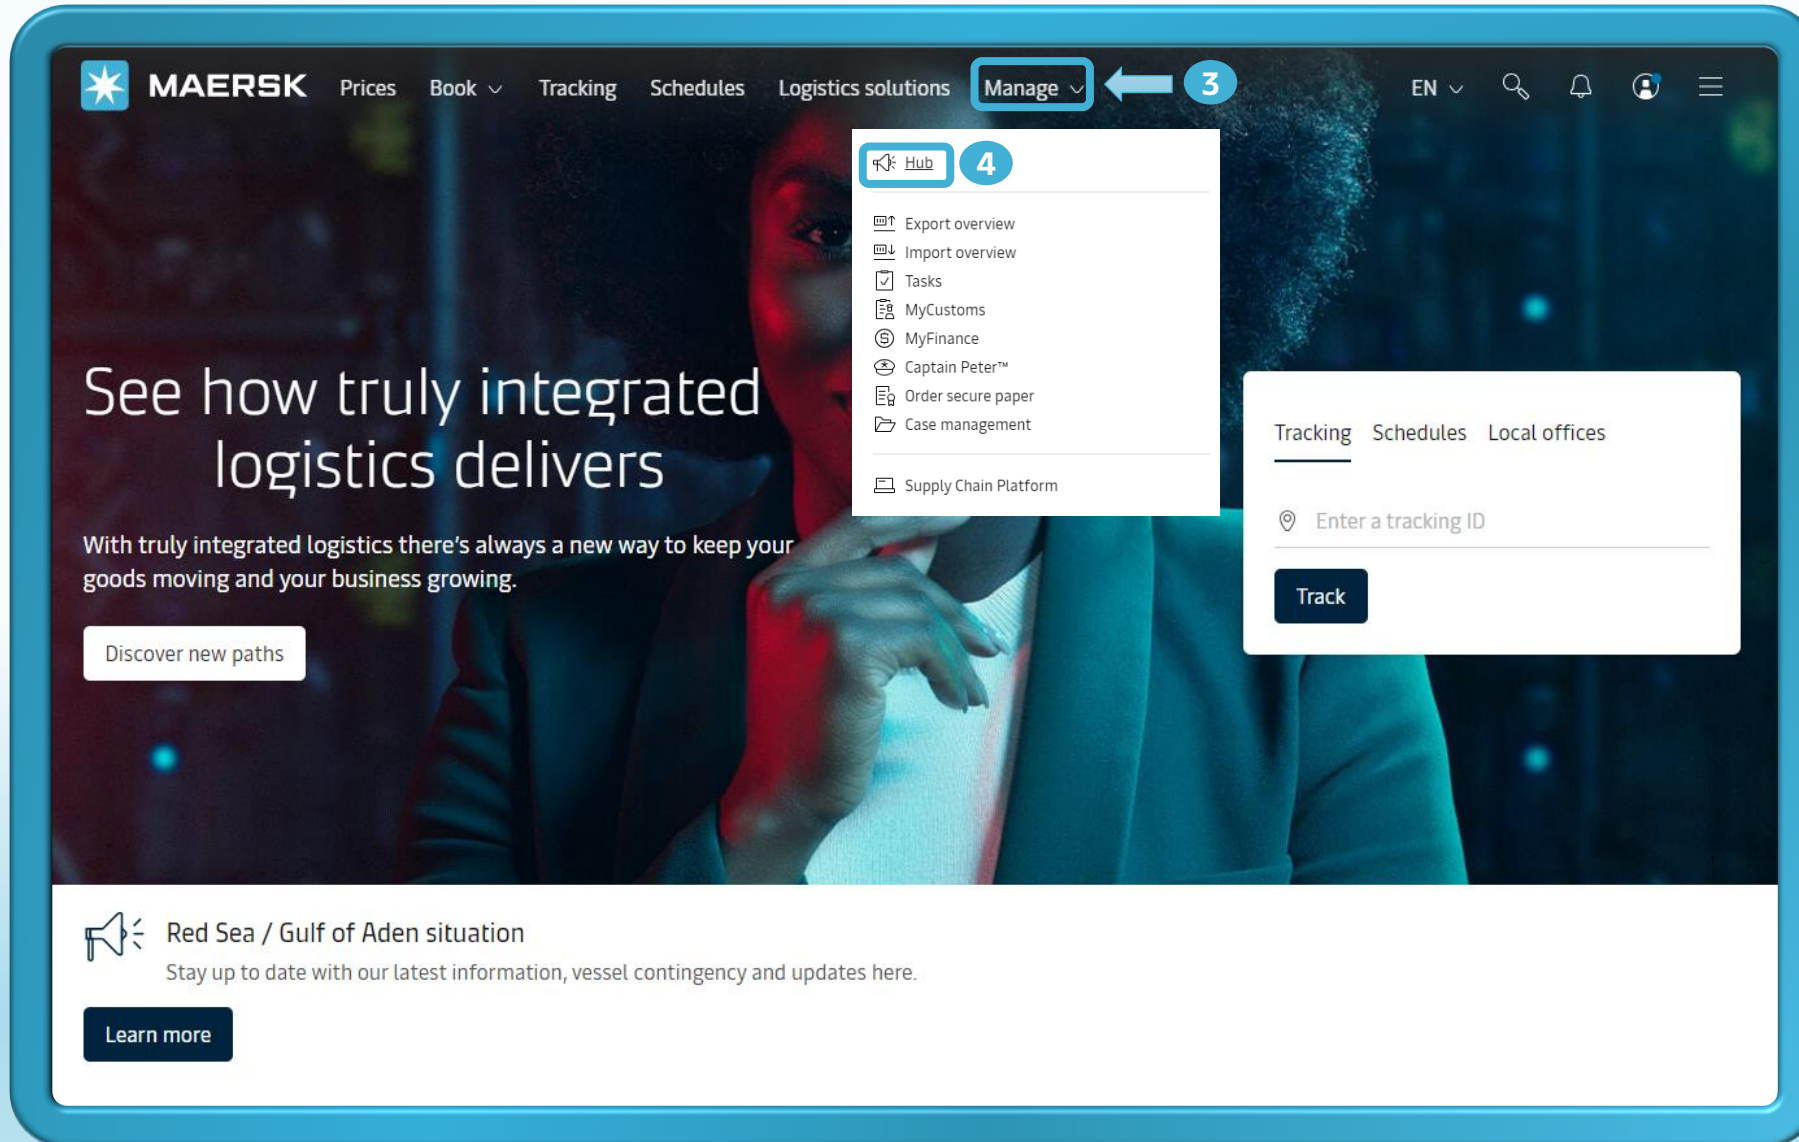 MAERSK Prices Book Tracking Schedules Logistics solutions Manage 3 EN
Hub 4
Export overview
Import overview
Tasks
MyCustoms
MyFinance
Captain Peter™
Order secure paper
Case management
Supply Chain Platform
See how truly integrated
logistics delivers
With truly integrated logistics there's always a new way to keep your
goods moving and your business growing.
Discover new paths
Tracking Schedules Local offices
Enter a tracking ID
Track
Red Sea / Gulf of Aden situation
Stay up to date with our latest information, vessel contingency and updates here.
Learn more